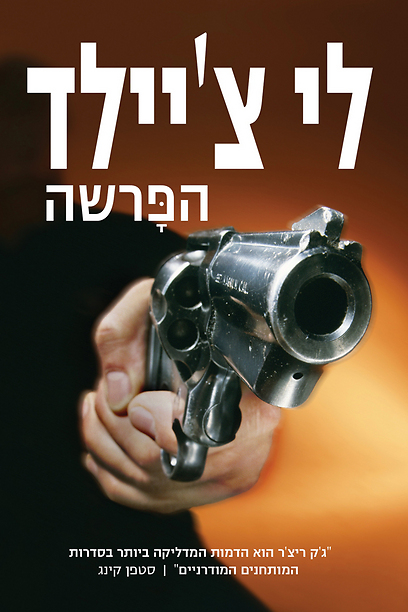 לי צ'יילד
הפָּרשה
"ג'ק ריצ'ר הוא הדמות המדליקה ביותר בסדרות
המותחנים המודרניים" | סטפן קינג